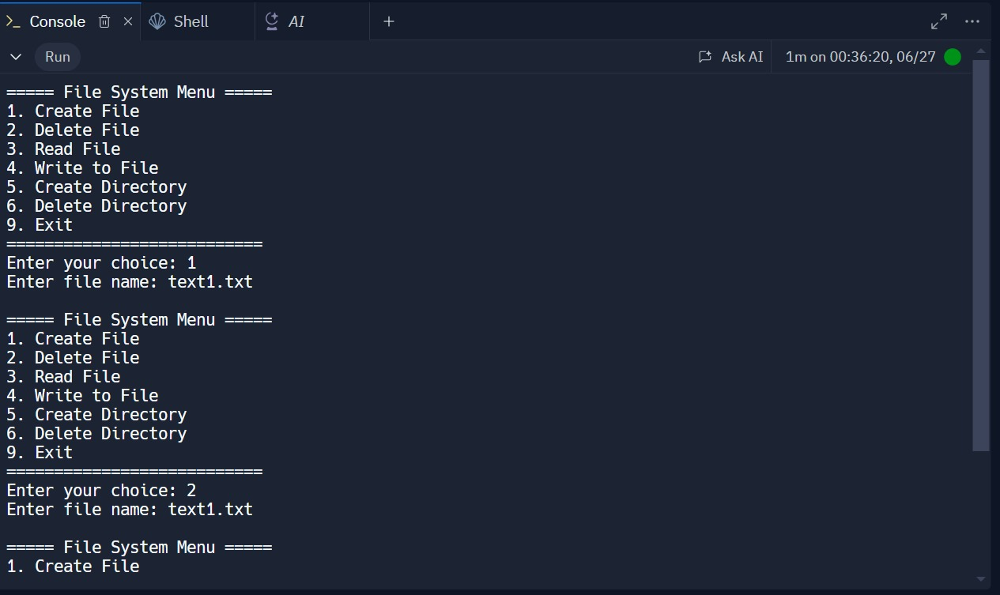 Console
Shell
AI
Run
Ask AI
1m on 00:36:20, 06/27
===== File System Menu =====
1. Create File
2. Delete File
3. Read File
4. Write to File
5. Create Directory
6. Delete Directory
9. Exit
===========================
Enter your choice: 1
Enter file name: text1.txt

===== File System Menu =====
1. Create File
2. Delete File
3. Read File
4. Write to File
5. Create Directory
6. Delete Directory
9. Exit
===========================
Enter your choice: 2
Enter file name: text1.txt

===== File System Menu =====
1. Create File